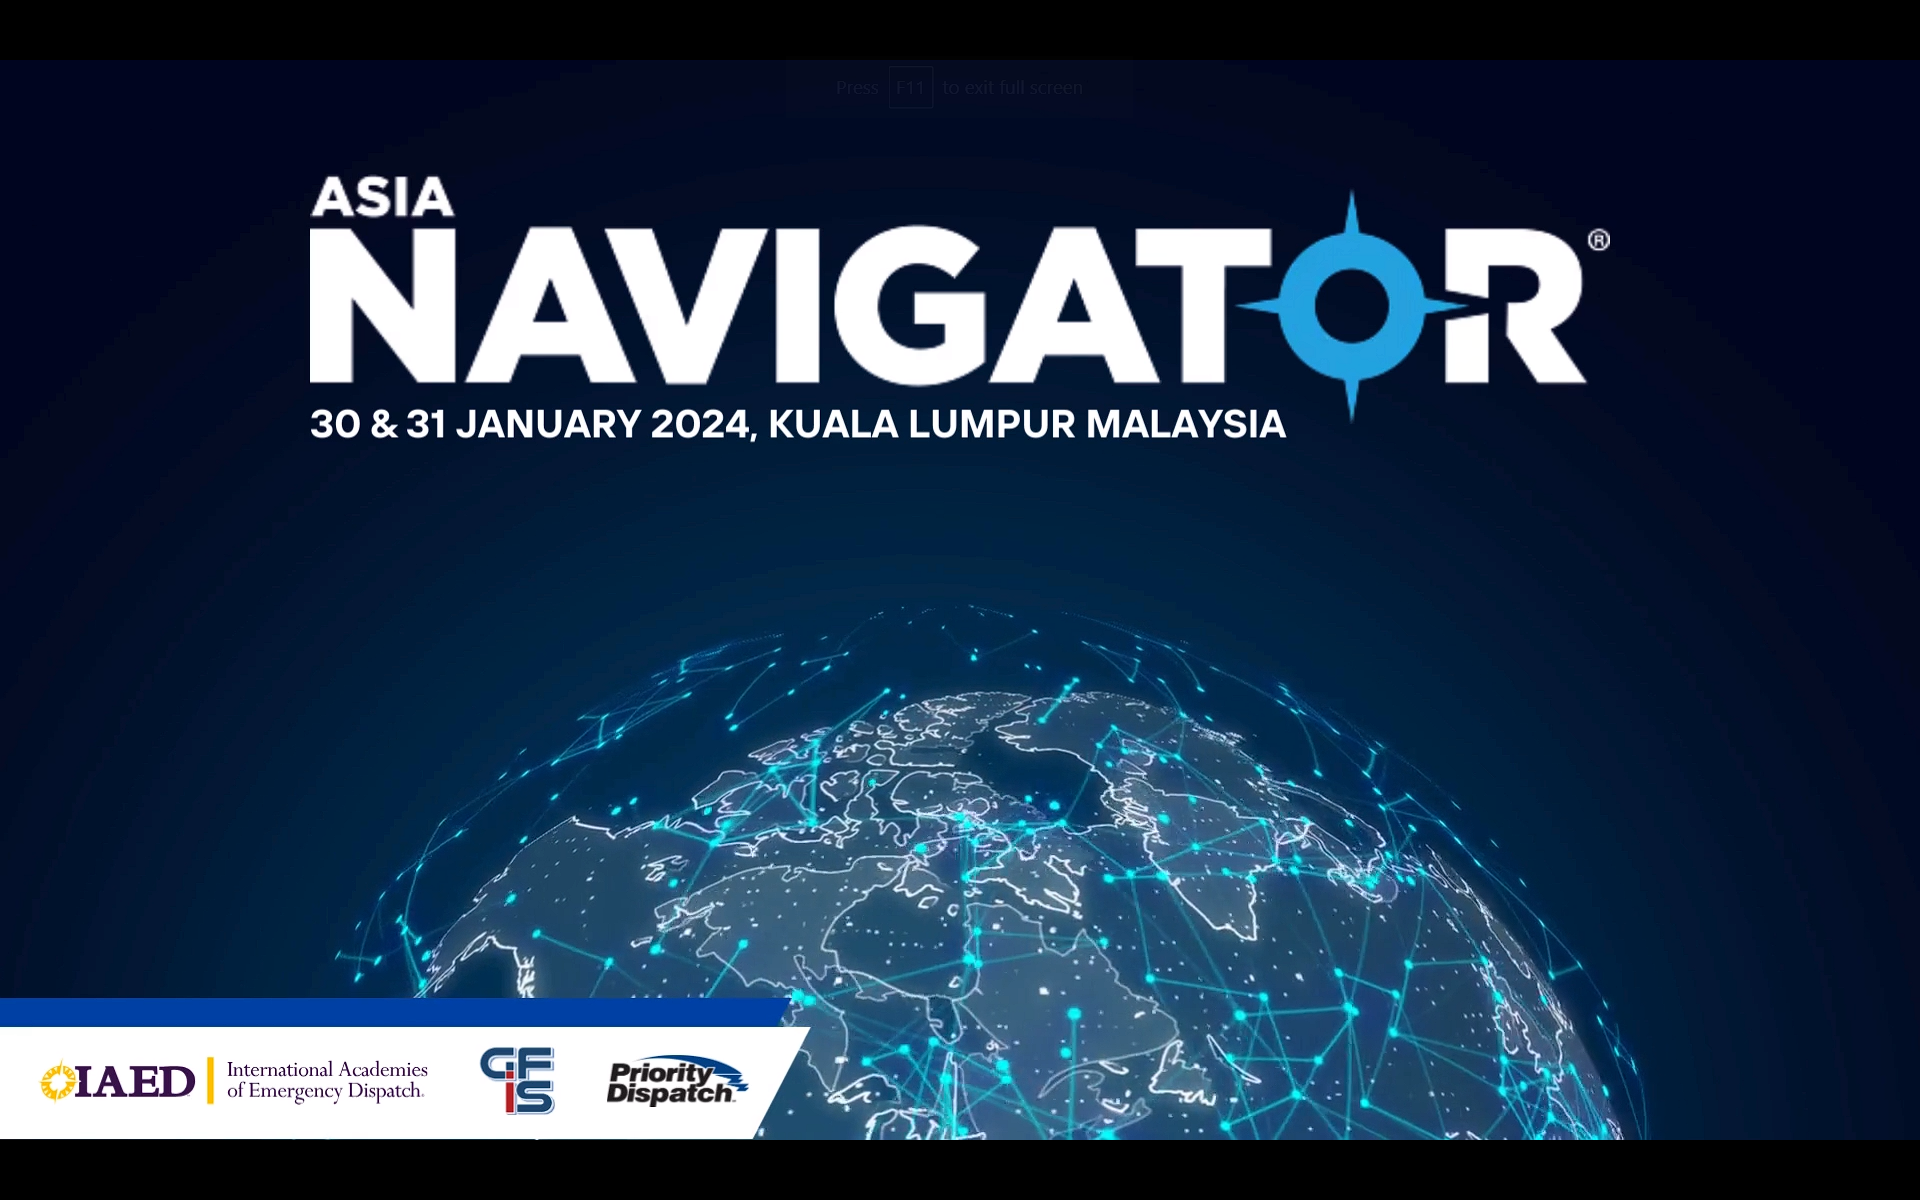 Press F11 to exit full screen
ASIA
NAVIGATOR®
30 & 31 JANUARY 2024, KUALA LUMPUR MALAYSIA
IAED
International Academies
of Emergency Dispatch
GFIS
Priority
Dispatch